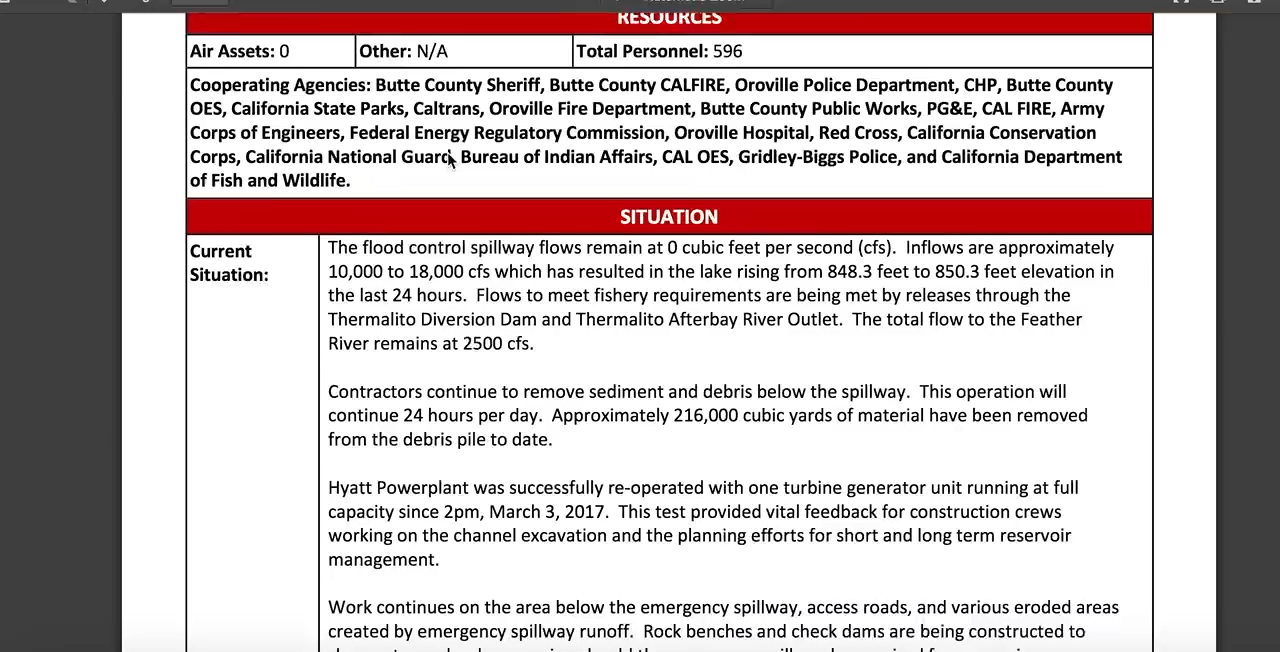 RESOURCES
Air Assets: 0
Other: N/A
Total Personnel: 596
Cooperating Agencies: Butte County Sheriff, Butte County CALFIRE, Oroville Police Department, CHP, Butte County
OES, California State Parks, Caltrans, Oroville Fire Department, Butte County Public Works, PG&E, CAL FIRE, Army
Corps of Engineers, Federal Energy Regulatory Commission, Oroville Hospital, Red Cross, California Conservation
Corps, California National Guard, Bureau of Indian Affairs, CAL OES, Gridley-Biggs Police, and California Department
of Fish and Wildlife.
SITUATION
Current
Situation:
The flood control spillway flows remain at 0 cubic feet per second (cfs).  Inflows are approximately
10,000 to 18,000 cfs which has resulted in the lake rising from 848.3 feet to 850.3 feet elevation in
the last 24 hours.  Flows to meet fishery requirements are being met by releases through the
Thermalito Diversion Dam and Thermalito Afterbay River Outlet.  The total flow to the Feather
River remains at 2500 cfs.
Contractors continue to remove sediment and debris below the spillway.  This operation will
continue 24 hours per day.  Approximately 216,000 cubic yards of material have been removed
from the debris pile to date.
Hyatt Powerplant was successfully re-operated with one turbine generator unit running at full
capacity since 2pm, March 3, 2017.  This test provided vital feedback for construction crews
working on the channel excavation and the planning efforts for short and long term reservoir
management.
Work continues on the area below the emergency spillway, access roads, and various eroded areas
created by emergency spillway runoff.  Rock benches and check dams are being constructed to